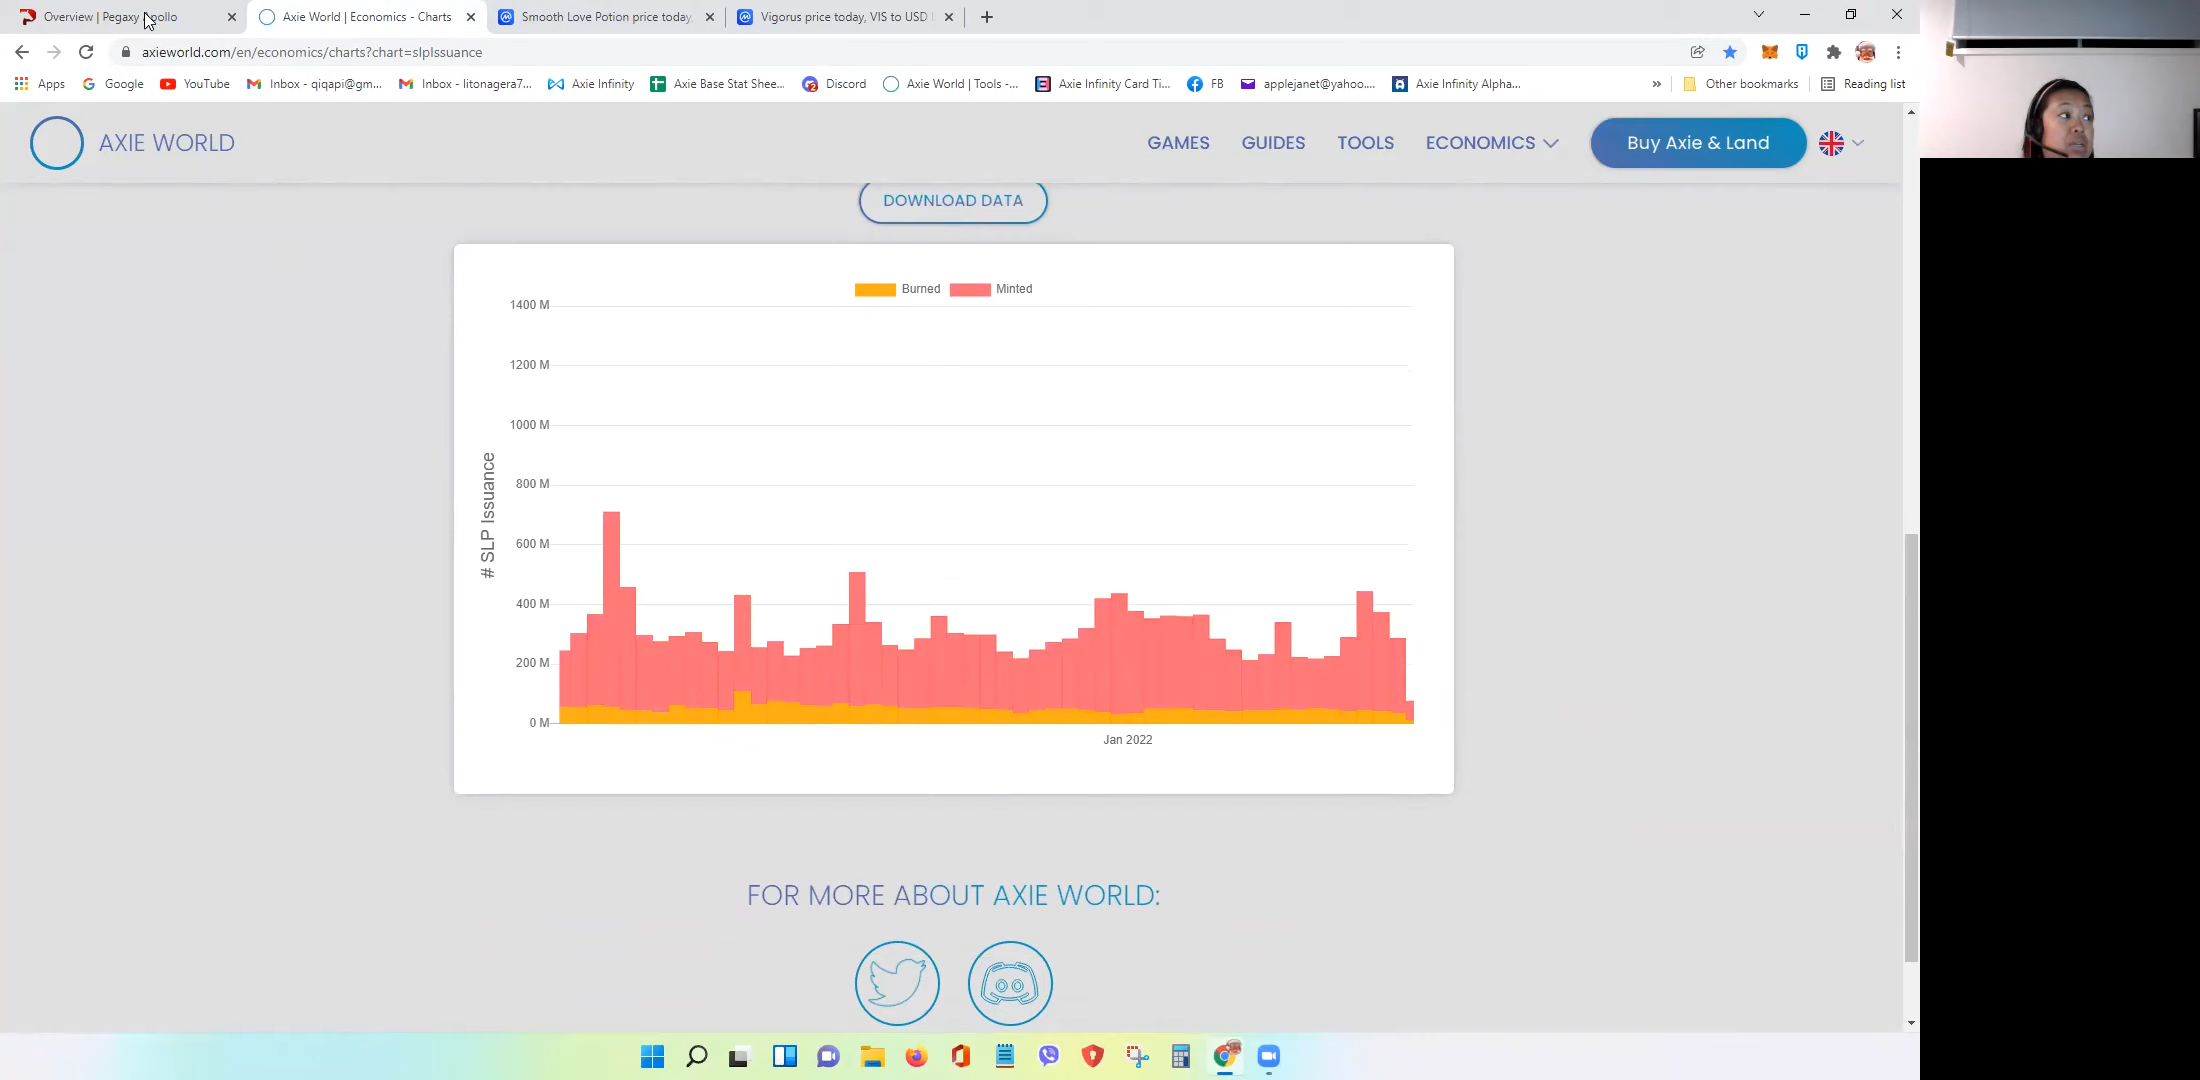 Overview | Pegaxy Apollo
Axie World | Economics - Charts
Smooth Love Potion price today,
Vigorus price today, VIS to USD
axieworld.com/en/economics/charts?chart=slpIssuance
Apps
Google
YouTube
Inbox - qiqapi@gm...
Inbox - litonagera7...
Axie Infinity
Axie Base Stat Shee...
Discord
Axie World | Tools -...
Axie Infinity Card Ti...
FB
applejanet@yahoo....
Axie Infinity Alpha...
»
Other bookmarks
Reading list
AXIE WORLD
GAMES
GUIDES
TOOLS
ECONOMICS
Buy Axie & Land
DOWNLOAD DATA
Burned
Minted
1400 M
1200 M
1000 M
800 M
600 M
400 M
200 M
0 M
# SLP Issuance
Jan 2022
FOR MORE ABOUT AXIE WORLD: